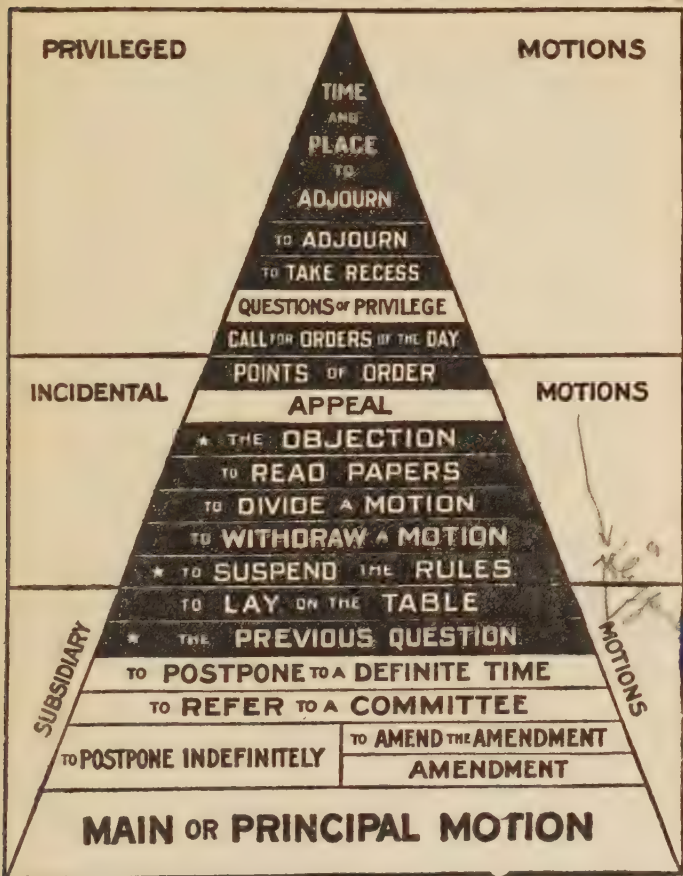 PRIVILEGED MOTIONS
TIME
AND
PLACE
TO
ADJOURN
TO ADJOURN
TO TAKE RECESS
QUESTIONS OF PRIVILEGE
CALL FOR ORDERS OF THE DAY
INCIDENTAL MOTIONS
POINTS OF ORDER
APPEAL
* THE OBJECTION
TO READ PAPERS
TO DIVIDE A MOTION
TO WITHDRAW A MOTION
* TO SUSPEND THE RULES
SUBSIDIARY MOTIONS
TO LAY ON THE TABLE
* THE PREVIOUS QUESTION
TO POSTPONE TO A DEFINITE TIME
TO REFER TO A COMMITTEE
TO POSTPONE INDEFINITELY
TO AMEND THE AMENDMENT
AMENDMENT
MAIN OR PRINCIPAL MOTION